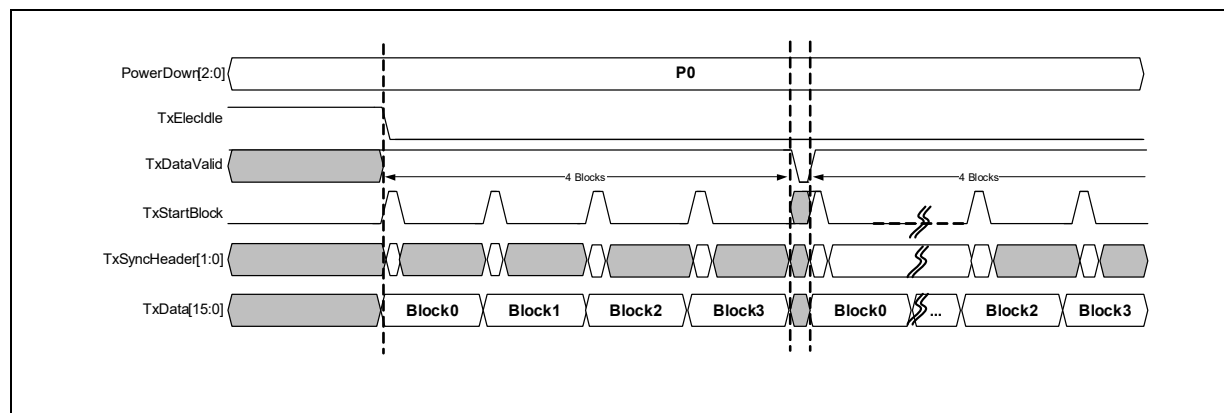 PowerDown[2:0]
P0
TxElecIdle
TxDataValid
4 Blocks
4 Blocks
TxStartBlock
TxSyncHeader[1:0]
TxData[15:0]
Block0
Block1
Block2
Block3
Block0
...
Block2
Block3